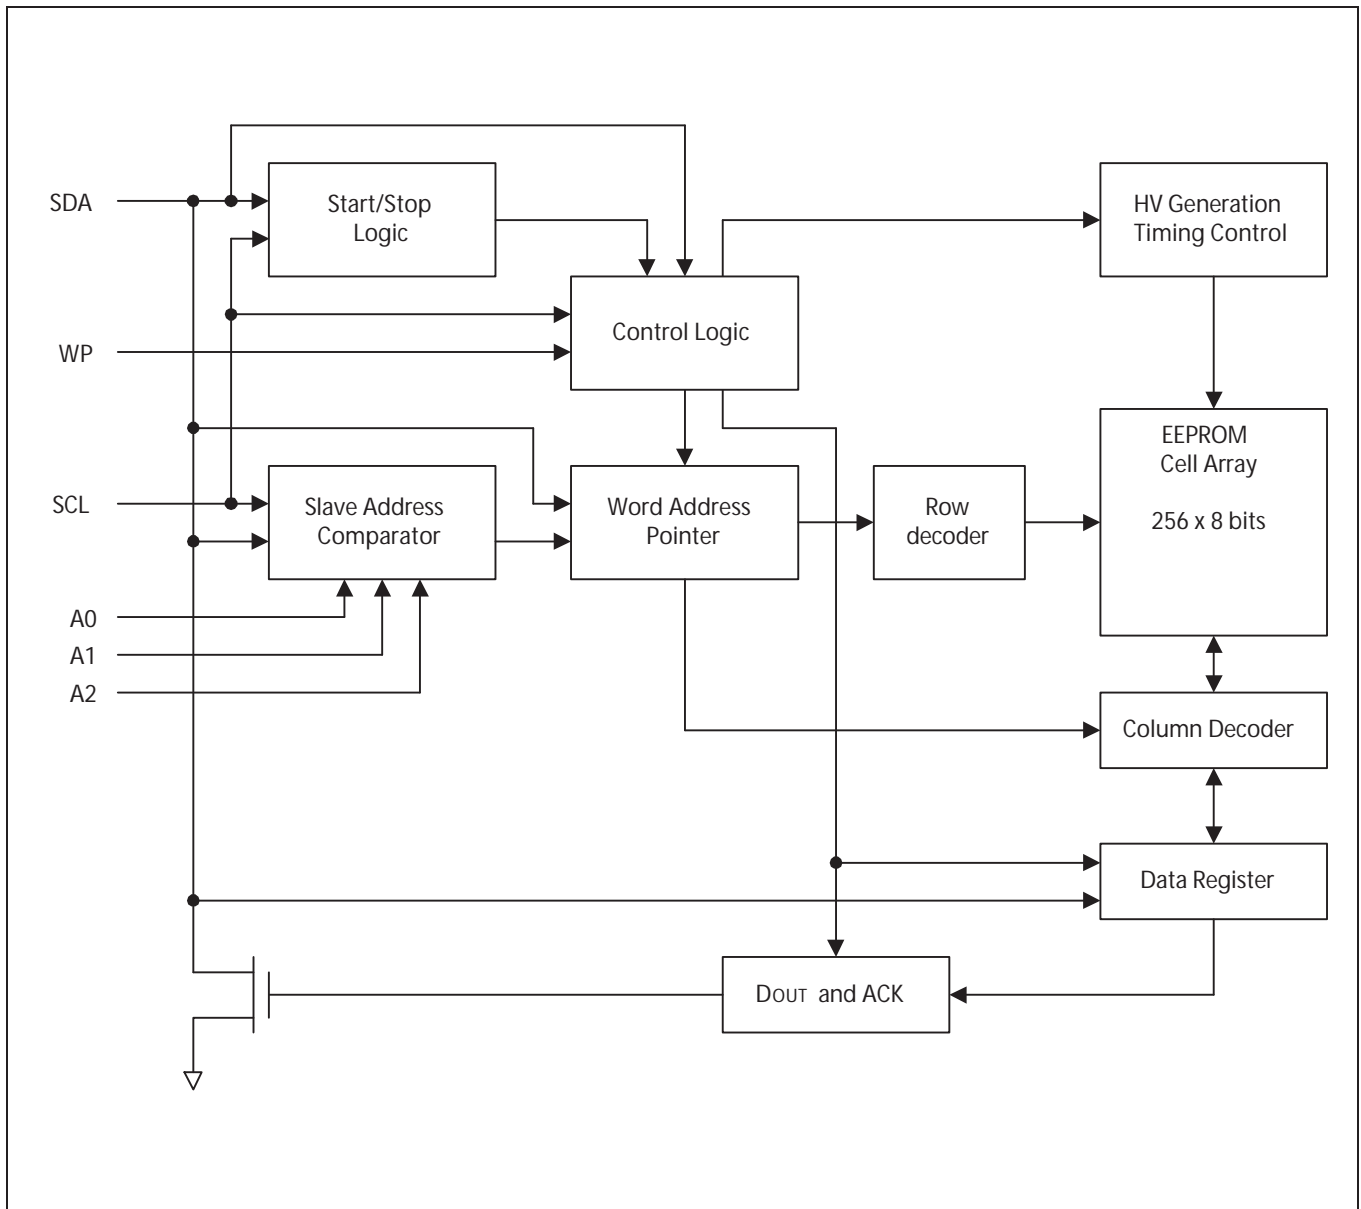 SDA
Start/Stop
Logic
HV Generation
Timing Control
WP
Control Logic
EEPROM
Cell Array
256 x 8 bits
SCL
Slave Address
Comparator
Word Address
Pointer
Row
decoder
A0
A1
A2
Column Decoder
Data Register
DOUT and ACK